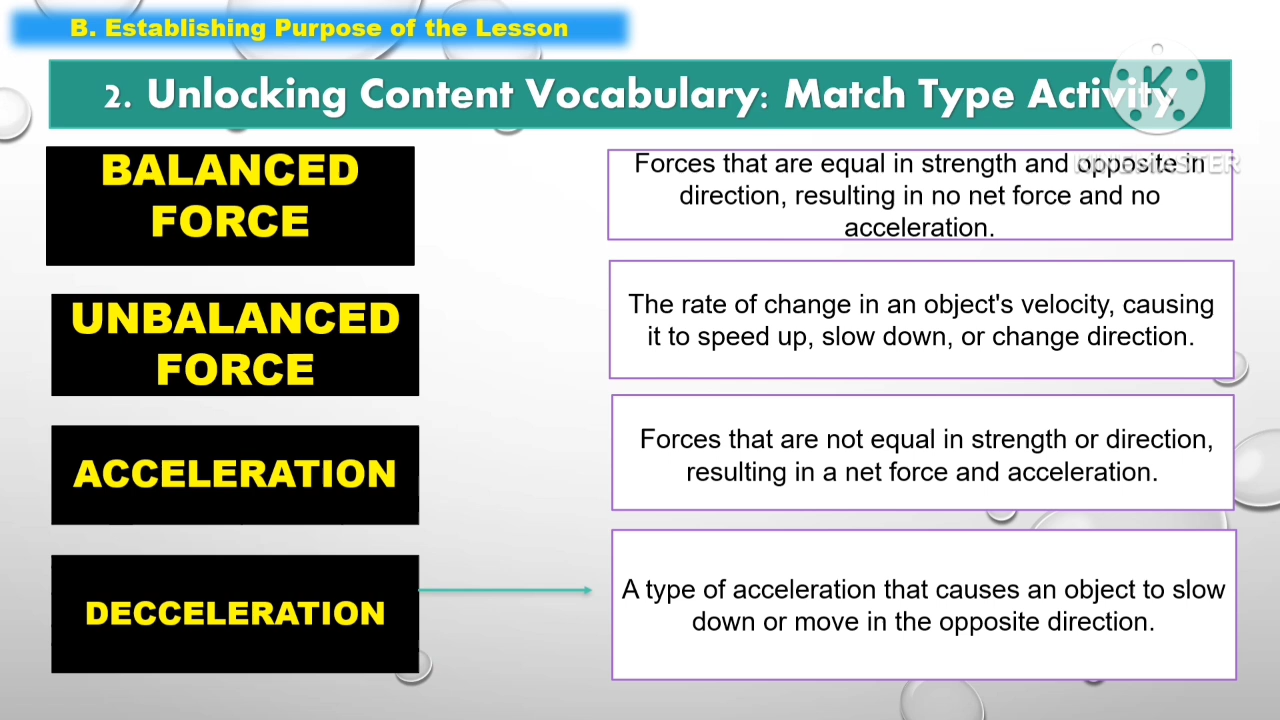 B. Establishing Purpose of the Lesson
2. Unlocking Content Vocabulary: Match Type Activity
KINEMASTER
BALANCED
FORCE
Forces that are equal in strength and opposite in
direction, resulting in no net force and no
acceleration.
UNBALANCED
FORCE
The rate of change in an object's velocity, causing
it to speed up, slow down, or change direction.
ACCELERATION
Forces that are not equal in strength or direction,
resulting in a net force and acceleration.
DECCELERATION
A type of acceleration that causes an object to slow
down or move in the opposite direction.